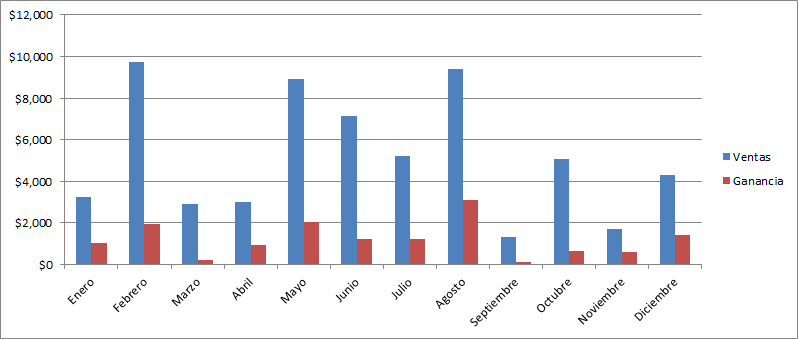 $12,000
$10,000
$8,000
$6,000
$4,000
$2,000
$0
Enero
Febrero
Marzo
Abril
Mayo
Junio
Julio
Agosto
Septiembre
Octubre
Noviembre
Diciembre
Ventas
Ganancia